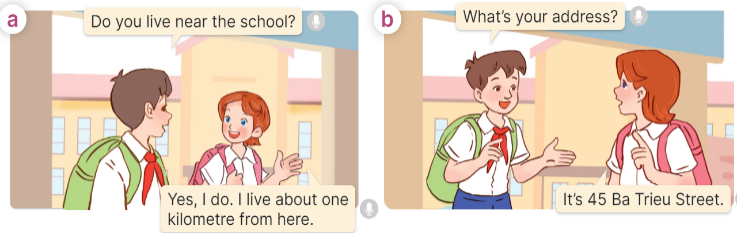 a
Do you live near the school?
Yes, I do. I live about one
kilometre from here.
b
What's your address?
It's 45 Ba Trieu Street.